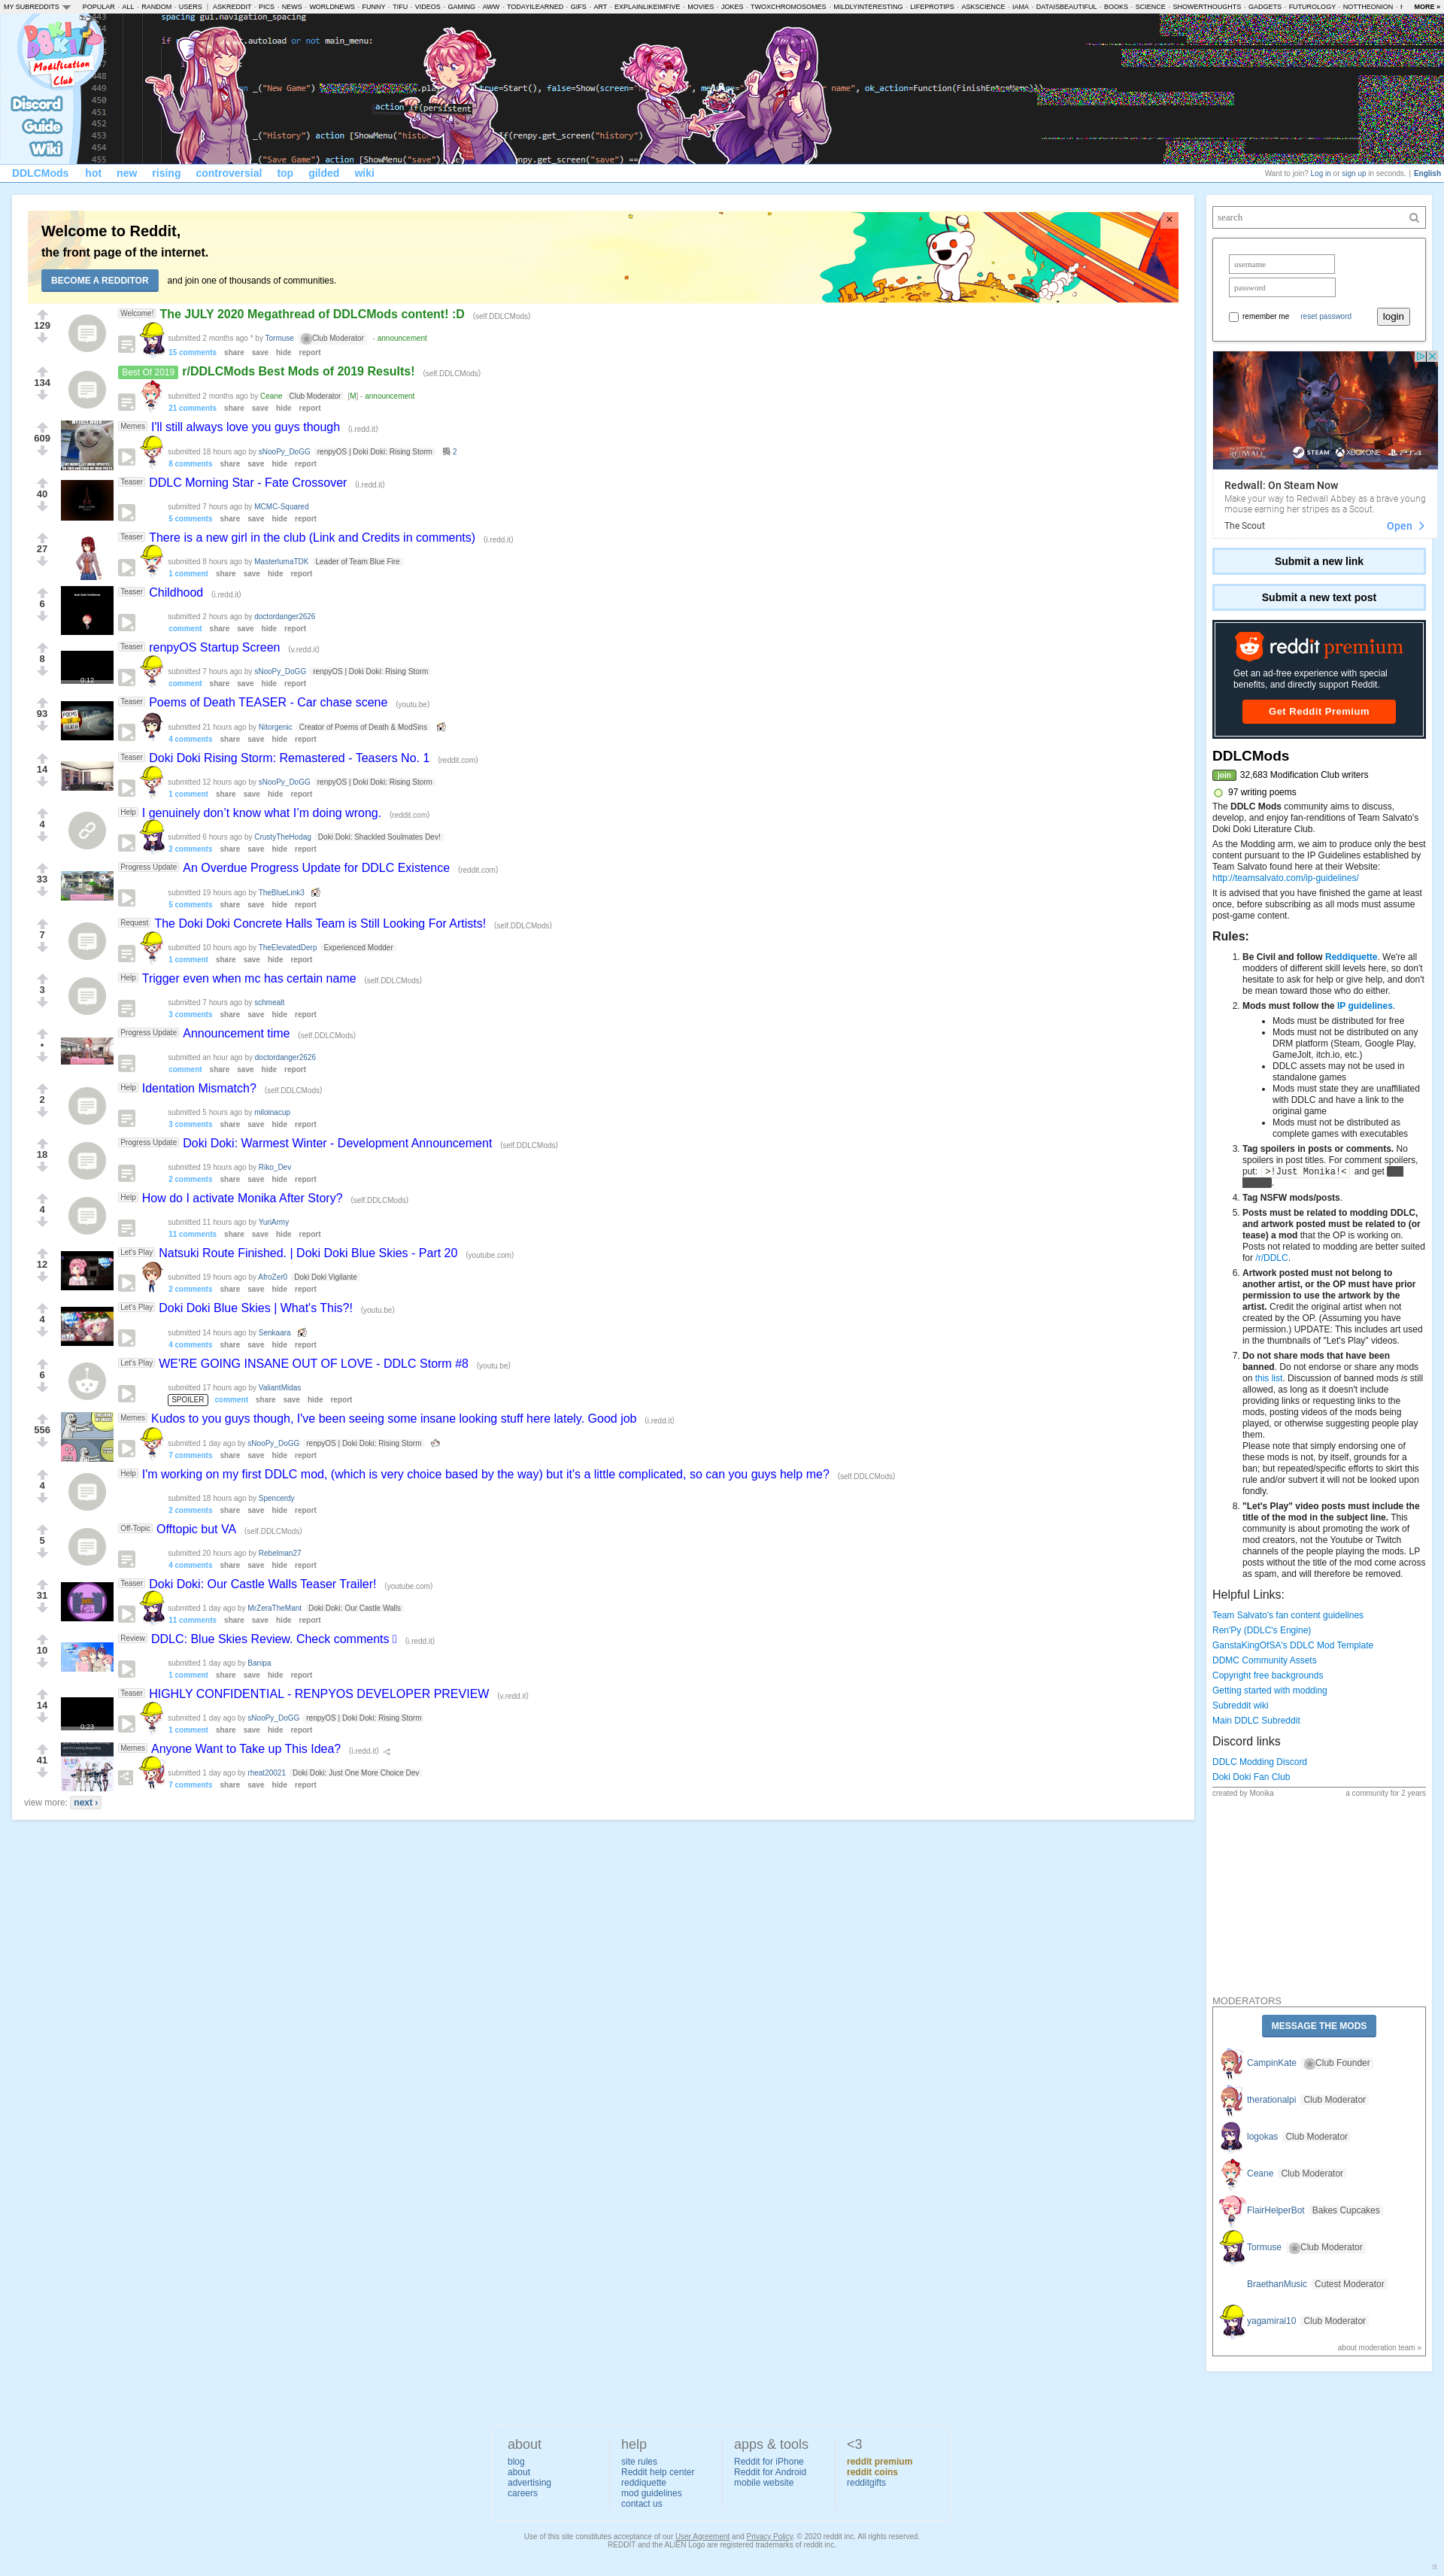 MY SUBREDDITS POPULAR - ALL - RANDOM - USERS | ASKREDDIT - PICS - NEWS - WORLDNEWS - FUNNY - TIFU - VIDEOS - GAMING - AWW - TODAYILEARNED - GIFS - ART - EXPLAINLIKEIMFIVE - MOVIES - JOKES - TWOXCHROMOSOMES - MILDLYINTERESTING - LIFEPROTIPS - ASKSCIENCE - IAMA - DATAISBEAUTIFUL - BOOKS - SCIENCE - SHOWERTHOUGHTS - GADGETS - FUTUROLOGY - NOTTHEONION - MORE »
DOKI DOKI Modification Club
Discord
Guide
Wiki
DDLCMods hot new rising controversial top gilded wiki
Want to join? Log in or sign up in seconds. | English
Welcome to Reddit,
the front page of the internet.
BECOME A REDDITOR and join one of thousands of communities.
129
Welcome! The JULY 2020 Megathread of DDLCMods content! :D (self.DDLCMods)
submitted 2 months ago * by Tormuse Club Moderator - announcement
15 comments share save hide report
134
Best Of 2019 r/DDLCMods Best Mods of 2019 Results! (self.DDLCMods)
submitted 2 months ago by Ceane Club Moderator [M] - announcement
21 comments share save hide report
609
Memes I'll still always love you guys though (i.redd.it)
submitted 18 hours ago by sNooPy_DoGG renpyOS | Doki Doki: Rising Storm 2
8 comments share save hide report
40
Teaser DDLC Morning Star - Fate Crossover (i.redd.it)
submitted 7 hours ago by MCMC-Squared
5 comments share save hide report
27
Teaser There is a new girl in the club (Link and Credits in comments) (i.redd.it)
submitted 8 hours ago by MasterlumaTDK Leader of Team Blue Fire
1 comment share save hide report
6
Teaser Childhood (i.redd.it)
submitted 2 hours ago by doctordanger2626
comment share save hide report
8
0:12
Teaser renpyOS Startup Screen (v.redd.it)
submitted 7 hours ago by sNooPy_DoGG renpyOS | Doki Doki: Rising Storm
comment share save hide report
93
Teaser Poems of Death TEASER - Car chase scene (youtu.be)
submitted 21 hours ago by Nitorgenic Creator of Poems of Death & ModSins
4 comments share save hide report
14
Teaser Doki Doki Rising Storm: Remastered - Teasers No. 1 (reddit.com)
submitted 12 hours ago by sNooPy_DoGG renpyOS | Doki Doki: Rising Storm
1 comment share save hide report
4
Help I genuinely don’t know what I’m doing wrong. (reddit.com)
submitted 6 hours ago by CrustyTheHodag Doki Doki: Shackled Soulmates Dev!
2 comments share save hide report
33
Progress Update An Overdue Progress Update for DDLC Existence (reddit.com)
submitted 19 hours ago by TheBlueLink3
5 comments share save hide report
7
Request The Doki Doki Concrete Halls Team is Still Looking For Artists! (self.DDLCMods)
submitted 10 hours ago by TheElevatedDerp Experienced Modder
1 comment share save hide report
3
Help Trigger even when mc has certain name (self.DDLCMods)
submitted 7 hours ago by schmealt
3 comments share save hide report
•
Progress Update Announcement time (self.DDLCMods)
submitted an hour ago by doctordanger2626
comment share save hide report
2
Help Identation Mismatch? (self.DDLCMods)
submitted 5 hours ago by miloinacup
3 comments share save hide report
18
Progress Update Doki Doki: Warmest Winter - Development Announcement (self.DDLCMods)
submitted 19 hours ago by Riko_Dev
2 comments share save hide report
4
Help How do I activate Monika After Story? (self.DDLCMods)
submitted 11 hours ago by YuriArmy
11 comments share save hide report
12
Let's Play Natsuki Route Finished. | Doki Doki Blue Skies - Part 20 (youtube.com)
submitted 19 hours ago by AfroZer0 Doki Doki Vigilante
2 comments share save hide report
4
Let's Play Doki Doki Blue Skies | What's This?! (youtu.be)
submitted 14 hours ago by Senkaara
4 comments share save hide report
6
Let's Play WE'RE GOING INSANE OUT OF LOVE - DDLC Storm #8 (youtu.be)
submitted 17 hours ago by ValiantMidas
SPOILER comment share save hide report
556
Memes Kudos to you guys though, I've been seeing some insane looking stuff here lately. Good job (i.redd.it)
submitted 1 day ago by sNooPy_DoGG renpyOS | Doki Doki: Rising Storm
7 comments share save hide report
4
Help I'm working on my first DDLC mod, (which is very choice based by the way) but it's a little complicated, so can you guys help me? (self.DDLCMods)
submitted 18 hours ago by Spencerdy
2 comments share save hide report
5
Off-Topic Offtopic but VA (self.DDLCMods)
submitted 20 hours ago by Rebelman27
4 comments share save hide report
31
Teaser Doki Doki: Our Castle Walls Teaser Trailer! (youtube.com)
submitted 1 day ago by MrZeraTheMant Doki Doki: Our Castle Walls
11 comments share save hide report
10
Review DDLC: Blue Skies Review. Check comments (i.redd.it)
submitted 1 day ago by Banipa
1 comment share save hide report
14
0:23
Teaser HIGHLY CONFIDENTIAL - RENPYOS DEVELOPER PREVIEW (v.redd.it)
submitted 1 day ago by sNooPy_DoGG renpyOS | Doki Doki: Rising Storm
1 comment share save hide report
41
Memes Anyone Want to Take up This Idea? (i.redd.it)
submitted 1 day ago by rheat20021 Doki Doki: Just One More Choice Dev
7 comments share save hide report
view more: next ›
search
username
password
remember me reset password login
REDWALL STEAM XBOX ONE PS4
Redwall: On Steam Now
Make your way to Redwall Abbey as a brave young
mouse earning her stripes as a Scout.
The Scout Open
Submit a new link
Submit a new text post
reddit premium
Get an ad-free experience with special
benefits, and directly support Reddit.
Get Reddit Premium
DDLCMods
join 32,683 Modification Club writers
97 writing poems
The DDLC Mods community aims to discuss,
develop, and enjoy fan-renditions of Team Salvato's
Doki Doki Literature Club.
As the Modding arm, we aim to produce only the best
content pursuant to the IP Guidelines established by
Team Salvato found here at their Website:
http://teamsalvato.com/ip-guidelines/
It is advised that you have finished the game at least
once, before subscribing as all mods must assume
post-game content.
Rules:
1. Be Civil and follow Reddiquette. We're all
modders of different skill levels here, so don't
hesitate to ask for help or give help, and don't
be mean toward those who do either.
2. Mods must follow the IP guidelines.
• Mods must be distributed for free
• Mods must not be distributed on any
DRM platform (Steam, Google Play,
GameJolt, itch.io, etc.)
• DDLC assets may not be used in
standalone games
• Mods must state they are unaffiliated
with DDLC and have a link to the
original game
• Mods must not be distributed as
complete games with executables
3. Tag spoilers in posts or comments. No
spoilers in post titles. For comment spoilers,
put: >!Just Monika!< and get
4. Tag NSFW mods/posts.
5. Posts must be related to modding DDLC,
and artwork posted must be related to (or
tease) a mod that the OP is working on.
Posts not related to modding are better suited
for /r/DDLC.
6. Artwork posted must not belong to
another artist, or the OP must have prior
permission to use the artwork by the
artist. Credit the original artist when not
created by the OP. (Assuming you have
permission.) UPDATE: This includes art used
in the thumbnails of "Let's Play" videos.
7. Do not share mods that have been
banned. Do not endorse or share any mods
on this list. Discussion of banned mods is still
allowed, as long as it doesn't include
providing links or requesting links to the
mods, posting videos of the mods being
played, or otherwise suggesting people play
them.
Please note that simply endorsing one of
these mods is not, by itself, grounds for a
ban; but repeated/specific efforts to skirt this
rule and/or subvert it will not be looked upon
fondly.
8. "Let's Play" video posts must include the
title of the mod in the subject line. This
community is about promoting the work of
mod creators, not the Youtube or Twitch
channels of the people playing the mods. LP
posts without the title of the mod come across
as spam, and will therefore be removed.
Helpful Links:
Team Salvato's fan content guidelines
Ren'Py (DDLC's Engine)
GanstaKingOfSA's DDLC Mod Template
DDMC Community Assets
Copyright free backgrounds
Getting started with modding
Subreddit wiki
Main DDLC Subreddit
Discord links
DDLC Modding Discord
Doki Doki Fan Club
created by Monika a community for 2 years
MODERATORS
MESSAGE THE MODS
CampinKate Club Founder
therationalpi Club Moderator
logokas Club Moderator
Ceane Club Moderator
FlairHelperBot Bakes Cupcakes
Tormuse Club Moderator
BraethanMusic Cutest Moderator
yagamirai10 Club Moderator
about moderation team »
about
blog
about
advertising
careers
help
site rules
Reddit help center
reddiquette
mod guidelines
contact us
apps & tools
Reddit for iPhone
Reddit for Android
mobile website
<3
reddit premium
reddit coins
redditgifts
Use of this site constitutes acceptance of our User Agreement and Privacy Policy. © 2020 reddit inc. All rights reserved.
REDDIT and the ALIEN Logo are registered trademarks of reddit inc.
π